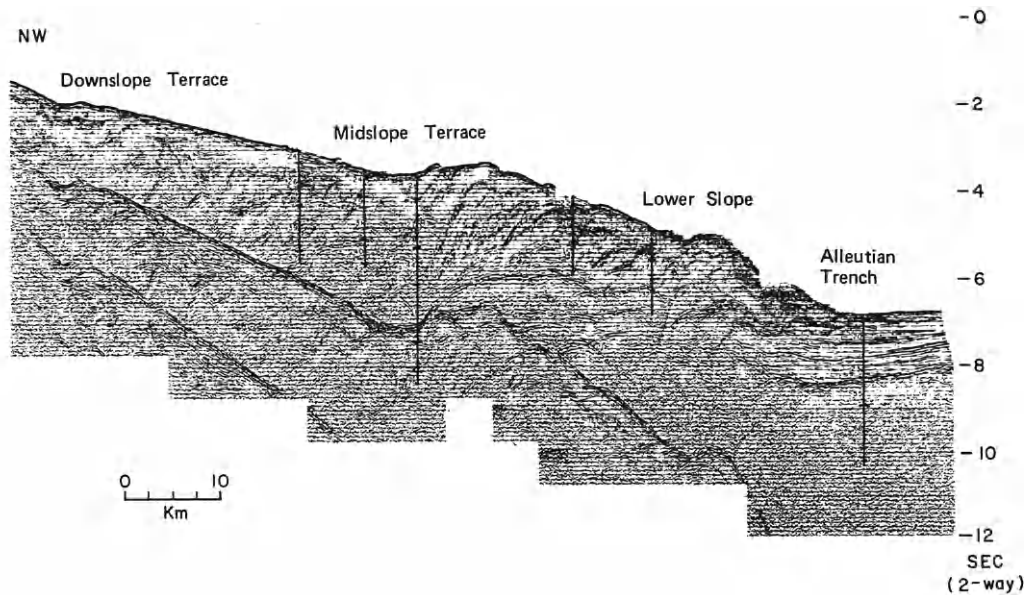 -0
NW
Downslope Terrace
-2
Midslope Terrace
-4
Lower Slope
Alleutian
Trench
-6
-8
0 10
Km
-10
-12
SEC
(2-way)